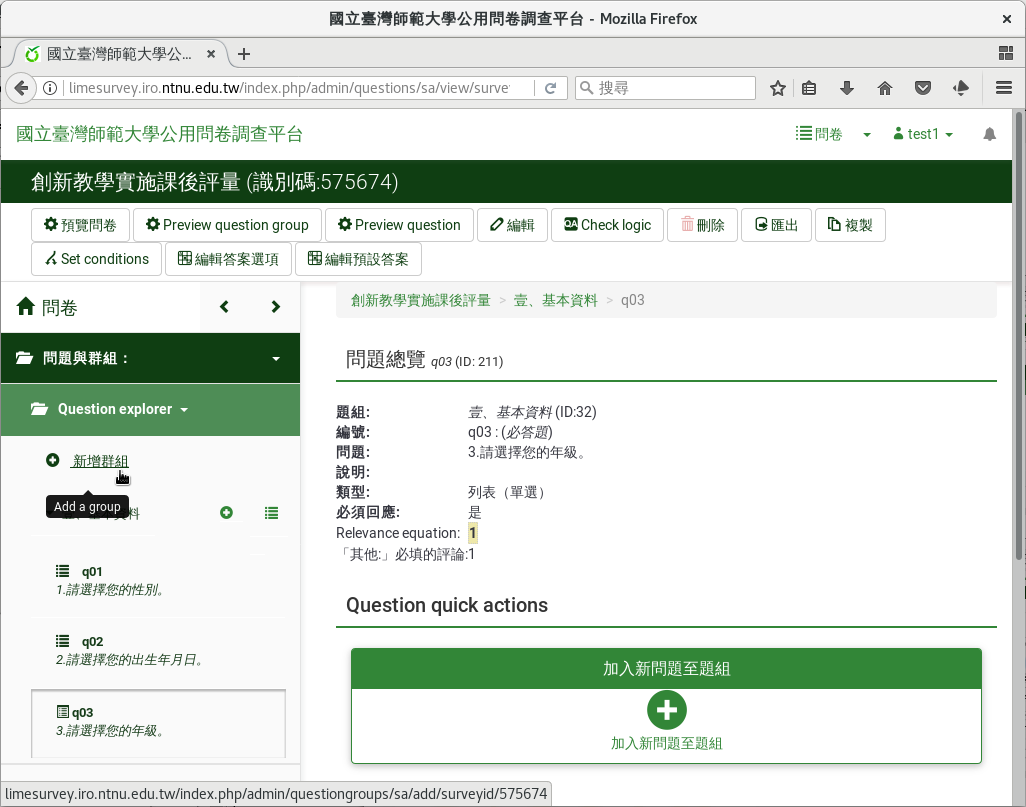 國立臺灣師範大學公用問卷調查平台 - Mozilla Firefox
國立臺灣師範大學公...
limesurvey.iro.ntnu.edu.tw/index.php/admin/questions/sa/view/surve
搜尋
國立臺灣師範大學公用問卷調查平台
問卷
test1
創新教學實施課後評量 (識別碼:575674)
預覽問卷 Preview question group Preview question 編輯 Check logic 刪除 匯出 複製
Set conditions 編輯答案選項 編輯預設答案
問卷
問題與群組：
Question explorer
新增群組
Add a group
q01
1.請選擇您的性別。
q02
2.請選擇您的出生年月日。
q03
3.請選擇您的年級。
創新教學實施課後評量 > 壹、基本資料 > q03
問題總覽 q03 (ID: 211)
題組: 壹、基本資料 (ID:32)
編號: q03 : (必答題)
問題: 3.請選擇您的年級。
說明:
類型: 列表（單選）
必須回應: 是
Relevance equation: 1
「其他:」必填的評論:1
Question quick actions
加入新問題至題組
加入新問題至題組
limesurvey.iro.ntnu.edu.tw/index.php/admin/questiongroups/sa/add/surveyid/575674